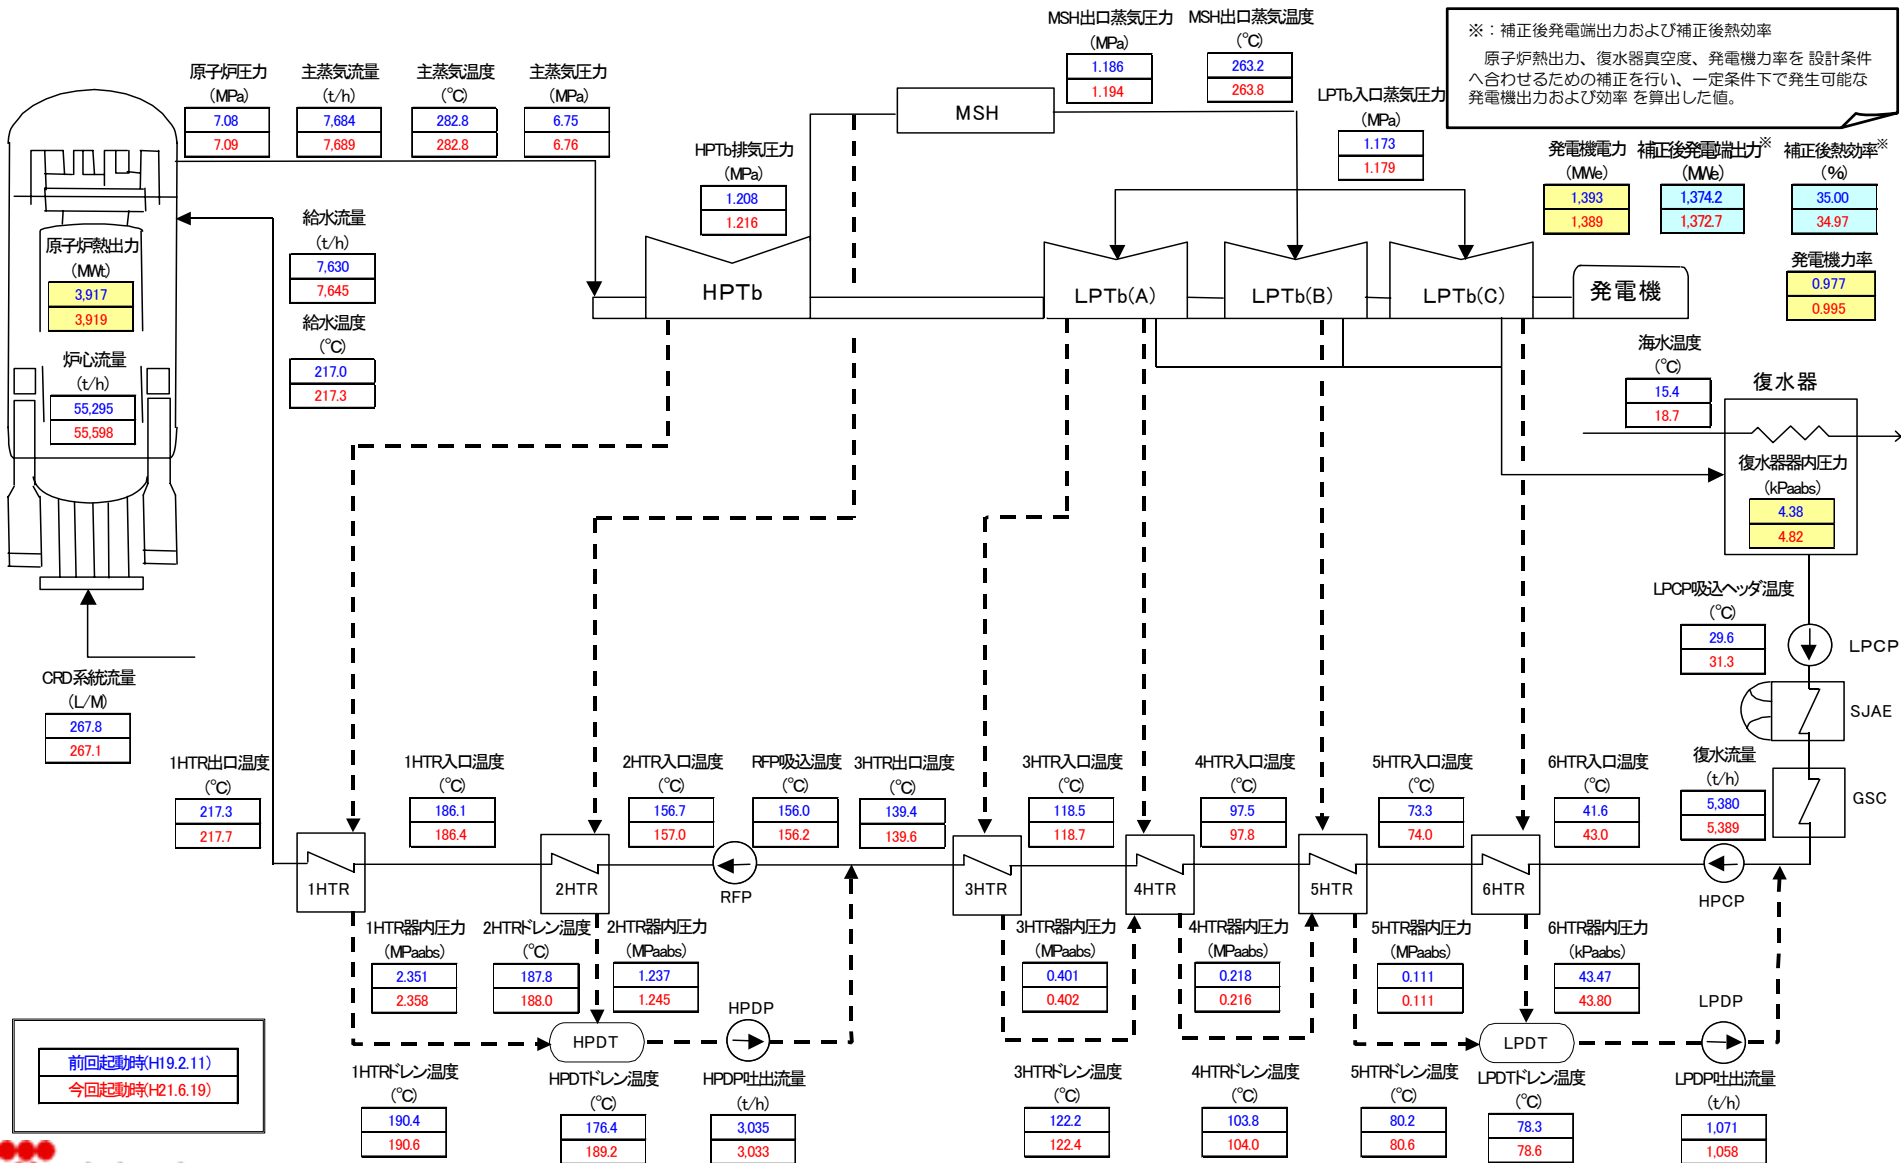 MSH出口蒸気圧力
(MPa)
1.186
1.194
MSH出口蒸気温度
(℃)
263.2
263.8
※：補正後発電端出力および補正後熱効率
原子炉熱出力、復水器真空度、発電機力率を 設計条件
へ合わせるための補正を行い、一定条件下で発生可能な
発電機出力および効率 を算出した値。
原子炉圧力
(MPa)
7.08
7.09
主蒸気流量
(t/h)
7,684
7,689
主蒸気温度
(℃)
282.8
282.8
主蒸気圧力
(MPa)
6.75
6.76
MSH
LPTb入口蒸気圧力
(MPa)
1.173
1.179
HPTb排気圧力
(MPa)
1.208
1.216
発電機電力
(MWe)
1,393
1,389
補正後発電端出力※
(MWe)
1,374.2
1,372.7
補正後熱効率※
(%)
35.00
34.97
発電機力率
0.977
0.995
給水流量
(t/h)
7,630
7,645
給水温度
(℃)
217.0
217.3
原子炉熱出力
(MWt)
3,917
3,919
炉心流量
(t/h)
55,295
55,598
HPTb
LPTb(A)
LPTb(B)
LPTb(C)
発電機
海水温度
(℃)
15.4
18.7
復水器
復水器器内圧力
(kPaabs)
4.38
4.82
LPCP吸込ヘッダ温度
(℃)
29.6
31.3
LPCP
SJAE
GSC
CRD系統流量
(L/M)
267.8
267.1
1HTR出口温度
(℃)
217.3
217.7
1HTR入口温度
(℃)
186.1
186.4
2HTR入口温度
(℃)
156.7
157.0
RFP吸込温度
(℃)
156.0
156.2
3HTR出口温度
(℃)
139.4
139.6
3HTR入口温度
(℃)
118.5
118.7
4HTR入口温度
(℃)
97.5
97.8
5HTR入口温度
(℃)
73.3
74.0
6HTR入口温度
(℃)
41.6
43.0
復水流量
(t/h)
5,380
5,389
1HTR
2HTR
RFP
3HTR
4HTR
5HTR
6HTR
HPCP
1HTR器内圧力
(MPaabs)
2.351
2.358
2HTRドレン温度
(℃)
187.8
188.0
2HTR器内圧力
(MPaabs)
1.237
1.245
3HTR器内圧力
(MPaabs)
0.401
0.402
4HTR器内圧力
(MPaabs)
0.218
0.216
5HTR器内圧力
(MPaabs)
0.111
0.111
6HTR器内圧力
(kPaabs)
43.47
43.80
HPDT
HPDP
LPDT
LPDP
前回起動時(H19.2.11)
今回起動時(H21.6.19)
1HTRドレン温度
(℃)
190.4
190.6
HPDTドレン温度
(℃)
176.4
189.2
HPDP吐出流量
(t/h)
3,035
3,033
3HTRドレン温度
(℃)
122.2
122.4
4HTRドレン温度
(℃)
103.8
104.0
5HTRドレン温度
(℃)
80.2
80.6
LPDTドレン温度
(℃)
78.3
78.6
LPDP吐出流量
(t/h)
1,071
1,058